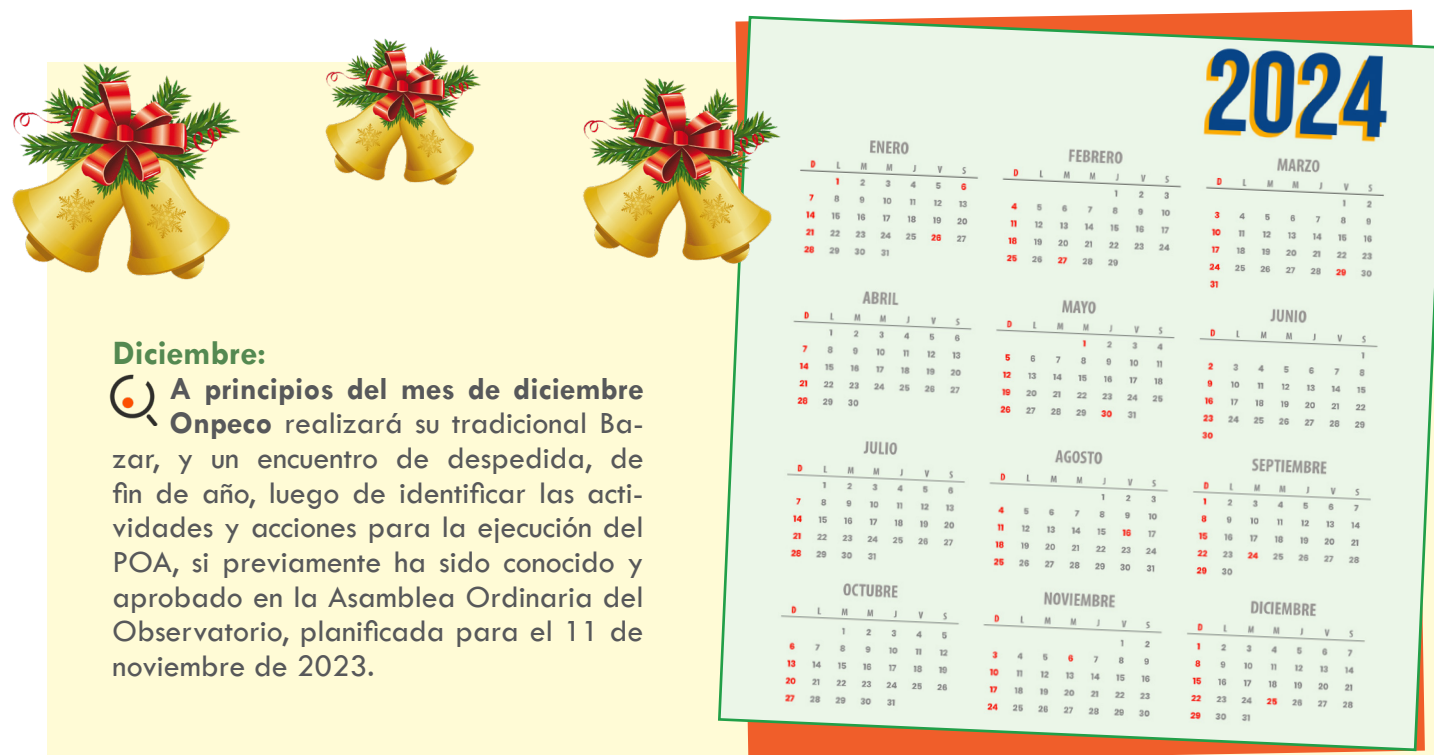 Diciembre:
A principios del mes de diciembre
Onpeco realizará su tradicional Ba-
zar, y un encuentro de despedida, de
fin de año, luego de identificar las acti-
vidades y acciones para la ejecución del
POA, si previamente ha sido conocido y
aprobado en la Asamblea Ordinaria del
Observatorio, planificada para el 11 de
noviembre de 2023.
2024
ENERO
D L M M J V S
1 2 3 4 5 6
7 8 9 10 11 12 13
14 15 16 17 18 19 20
21 22 23 24 25 26 27
28 29 30 31
FEBRERO
D L M M J V S
1 2 3
4 5 6 7 8 9 10
11 12 13 14 15 16 17
18 19 20 21 22 23 24
25 26 27 28 29
MARZO
D L M M J V S
1 2
3 4 5 6 7 8 9
10 11 12 13 14 15 16
17 18 19 20 21 22 23
24 25 26 27 28 29 30
31
ABRIL
D L M M J V S
1 2 3 4 5 6
7 8 9 10 11 12 13
14 15 16 17 18 19 20
21 22 23 24 25 26 27
28 29 30
MAYO
D L M M J V S
1 2 3 4
5 6 7 8 9 10 11
12 13 14 15 16 17 18
19 20 21 22 23 24 25
26 27 28 29 30 31
JUNIO
D L M M J V S
1
2 3 4 5 6 7 8
9 10 11 12 13 14 15
16 17 18 19 20 21 22
23 24 25 26 27 28 29
30
JULIO
D L M M J V S
1 2 3 4 5 6
7 8 9 10 11 12 13
14 15 16 17 18 19 20
21 22 23 24 25 26 27
28 29 30 31
AGOSTO
D L M M J V S
1 2 3
4 5 6 7 8 9 10
11 12 13 14 15 16 17
18 19 20 21 22 23 24
25 26 27 28 29 30 31
SEPTIEMBRE
D L M M J V S
1 2 3 4 5 6 7
8 9 10 11 12 13 14
15 16 17 18 19 20 21
22 23 24 25 26 27 28
29 30
OCTUBRE
D L M M J V S
1 2 3 4 5
6 7 8 9 10 11 12
13 14 15 16 17 18 19
20 21 22 23 24 25 26
27 28 29 30 31
NOVIEMBRE
D L M M J V S
1 2
3 4 5 6 7 8 9
10 11 12 13 14 15 16
17 18 19 20 21 22 23
24 25 26 27 28 29 30
DICIEMBRE
D L M M J V S
1 2 3 4 5 6 7
8 9 10 11 12 13 14
15 16 17 18 19 20 21
22 23 24 25 26 27 28
29 30 31